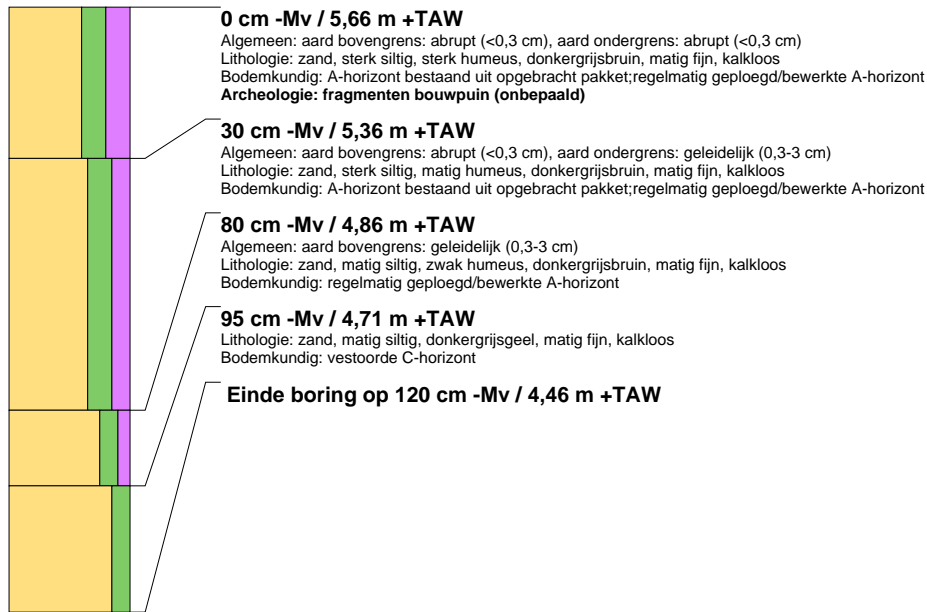 0 cm -Mv / 5,66 m +TAW
Algemeen: aard bovengrens: abrupt (<0,3 cm), aard ondergrens: abrupt (<0,3 cm)
Lithologie: zand, sterk siltig, sterk humeus, donkergrijsbruin, matig fijn, kalkloos
Bodemkundig: A-horizont bestaand uit opgebracht pakket;regelmatig geploegd/bewerkte A-horizont
Archeologie: fragmenten bouwpuin (onbepaald)
30 cm -Mv / 5,36 m +TAW
Algemeen: aard bovengrens: abrupt (<0,3 cm), aard ondergrens: geleidelijk (0,3-3 cm)
Lithologie: zand, sterk siltig, matig humeus, donkergrijsbruin, matig fijn, kalkloos
Bodemkundig: A-horizont bestaand uit opgebracht pakket;regelmatig geploegd/bewerkte A-horizont
80 cm -Mv / 4,86 m +TAW
Algemeen: aard bovengrens: geleidelijk (0,3-3 cm)
Lithologie: zand, matig siltig, zwak humeus, donkergrijsbruin, matig fijn, kalkloos
Bodemkundig: regelmatig geploegd/bewerkte A-horizont
95 cm -Mv / 4,71 m +TAW
Lithologie: zand, matig siltig, donkergrijsgeel, matig fijn, kalkloos
Bodemkundig: vestoorde C-horizont
Einde boring op 120 cm -Mv / 4,46 m +TAW